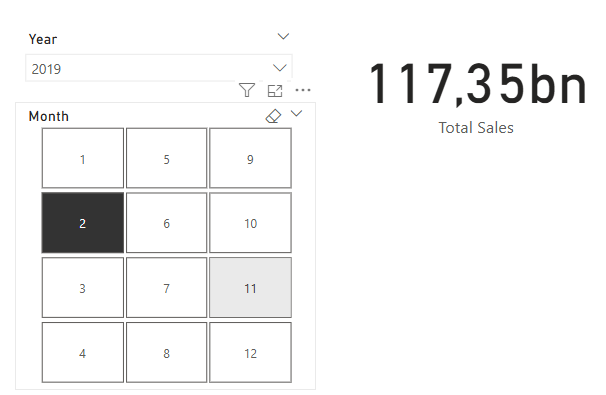 Year
2019
117,35bn
Total Sales
Month
1 5 9
2 6 10
3 7 11
4 8 12